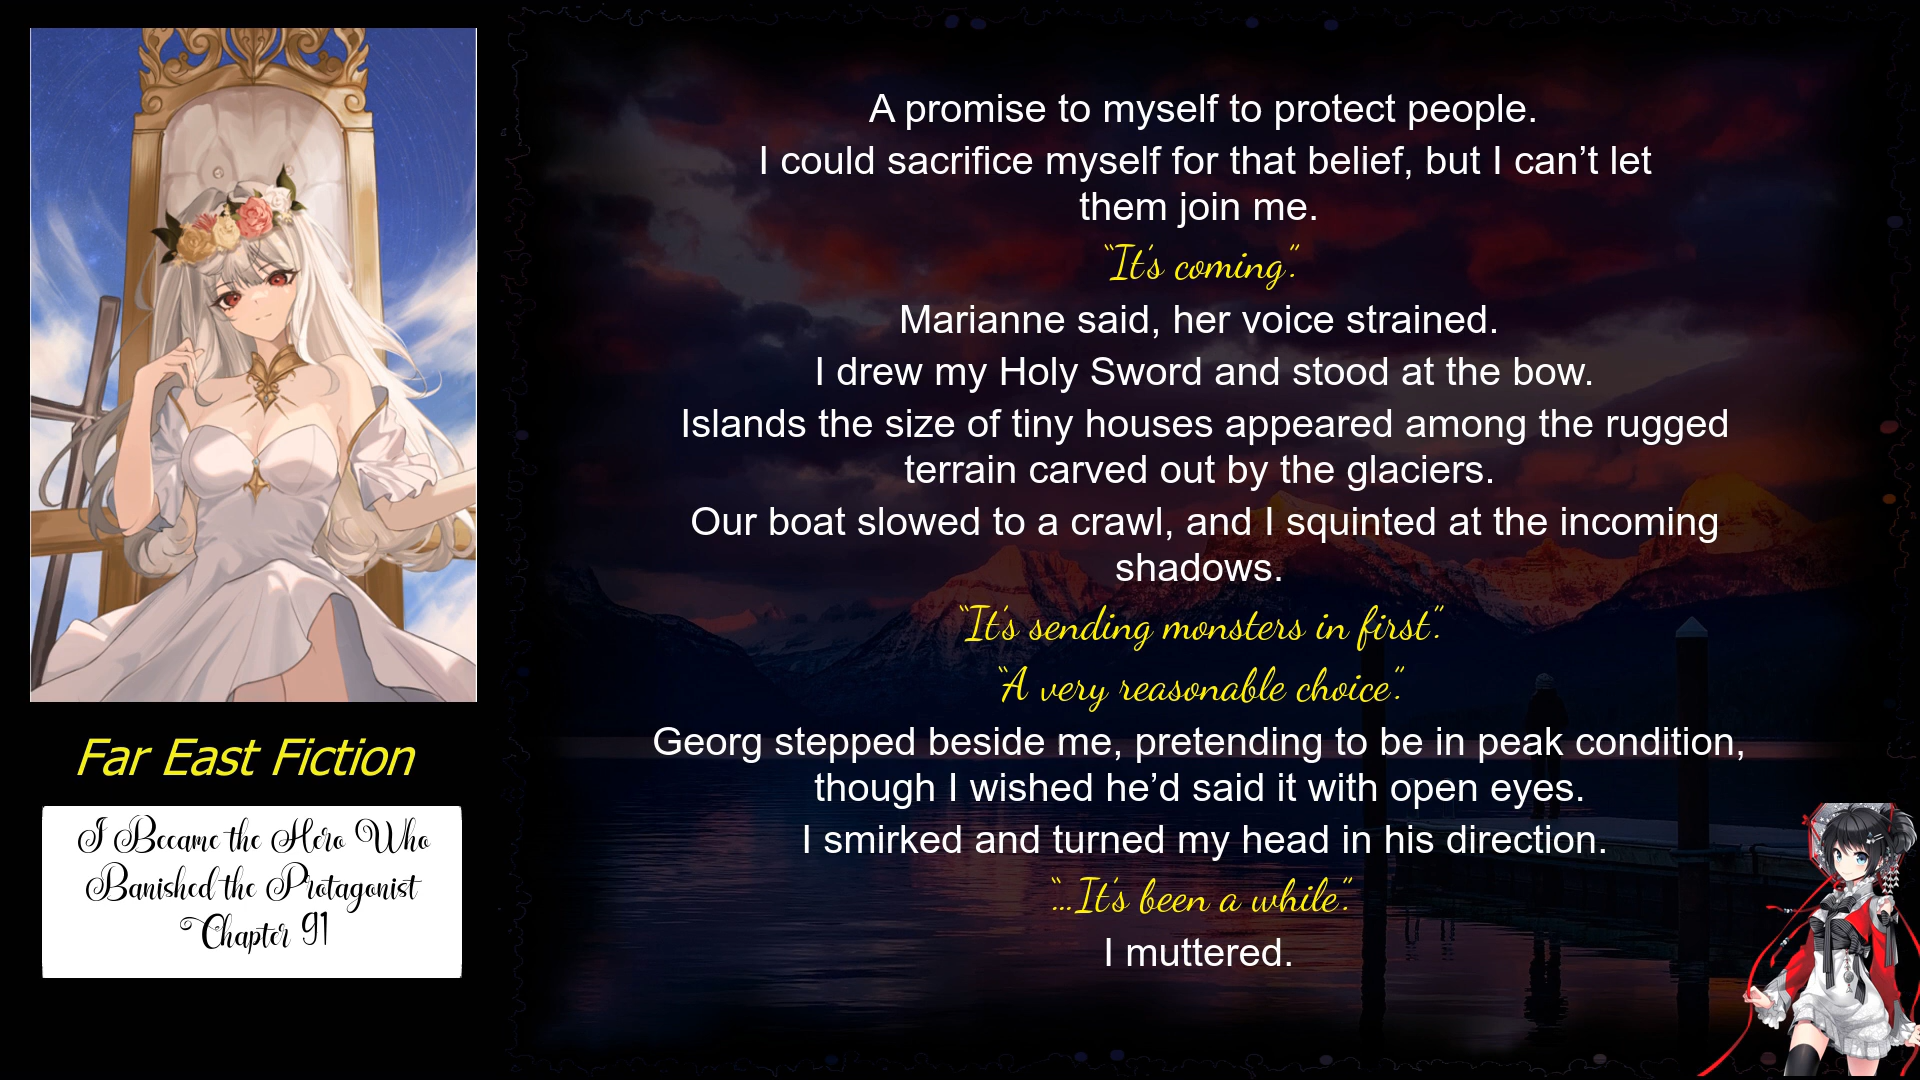 A promise to myself to protect people.
I could sacrifice myself for that belief, but I can’t let
them join me.
“It’s coming”.
Marianne said, her voice strained.
I drew my Holy Sword and stood at the bow.
Islands the size of tiny houses appeared among the rugged
terrain carved out by the glaciers.
Our boat slowed to a crawl, and I squinted at the incoming
shadows.
“It’s sending monsters in first”.
“A very reasonable choice”.
Georg stepped beside me, pretending to be in peak condition,
though I wished he’d said it with open eyes.
I smirked and turned my head in his direction.
“…It’s been a while”.
I muttered.
Far East Fiction
I Became the Hero Who
Banished the Protagonist
Chapter 91